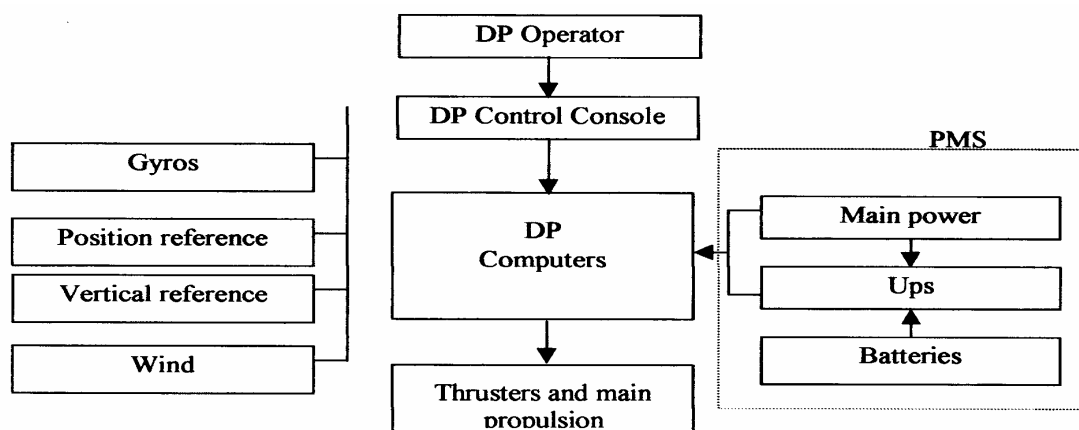 DP Operator
DP Control Console
PMS
Gyros
Position reference
Vertical reference
Wind
DP
Computers
Main power
Ups
Batteries
Thrusters and main
propulsion